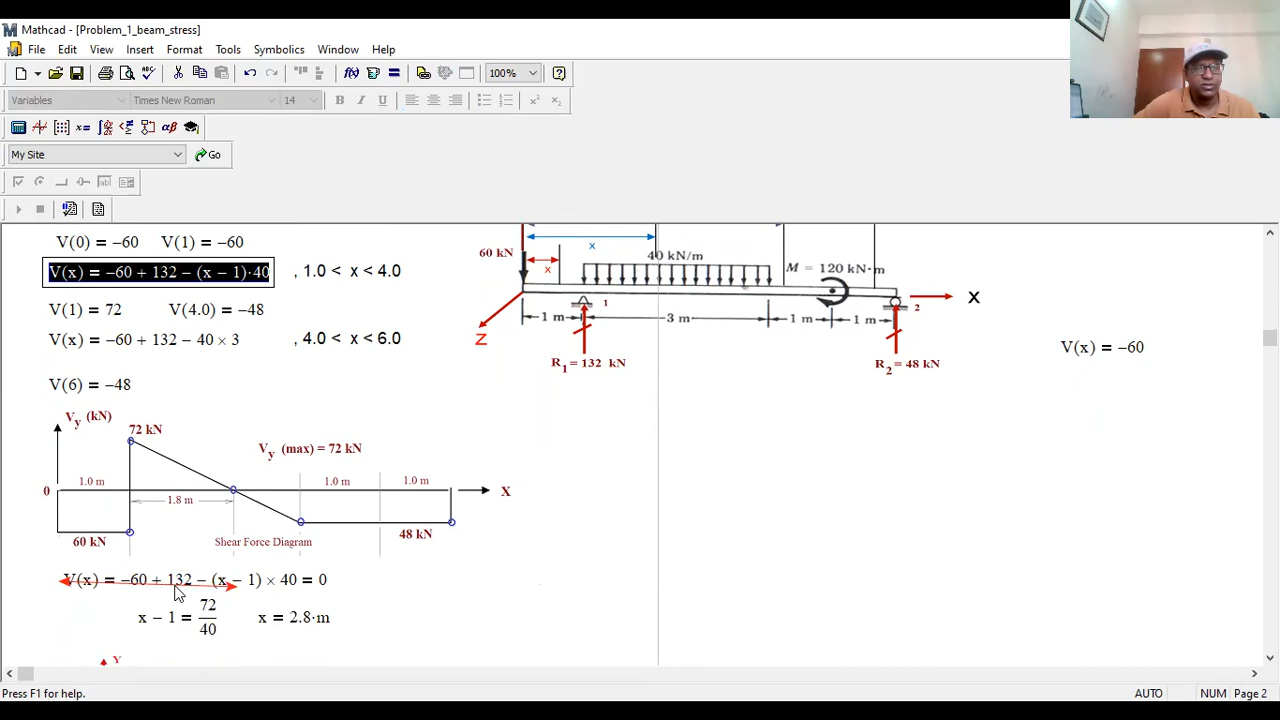 Mathcad - [Problem_1_beam_stress]
File Edit View Insert Format Tools Symbolics Window Help
100%
Variables Times New Roman 14 B I U
My Site Go
V(0) = −60 V(1) = −60
V(x) = −60 + 132 − (x − 1)·40 , 1.0 < x < 4.0
V(1) = 72 V(4.0) = −48
V(x) = −60 + 132 − 40 × 3 , 4.0 < x < 6.0
V(6) = −48
x
60 kN
x
40 kN/m
M = 120 kN·m
X
1
2
Z
1 m 3 m 1 m 1 m
R1 = 132 kN
R2 = 48 kN
V(x) = −60
Vy (kN)
72 kN
Vy (max) = 72 kN
1.0 m 1.0 m 1.0 m
0
X
1.8 m
60 kN
Shear Force Diagram
48 kN
V(x) = −60 + 132 − (x − 1) × 40 = 0
x − 1 = 72/40 x = 2.8·m
Y
Press F1 for help. AUTO NUM Page 2